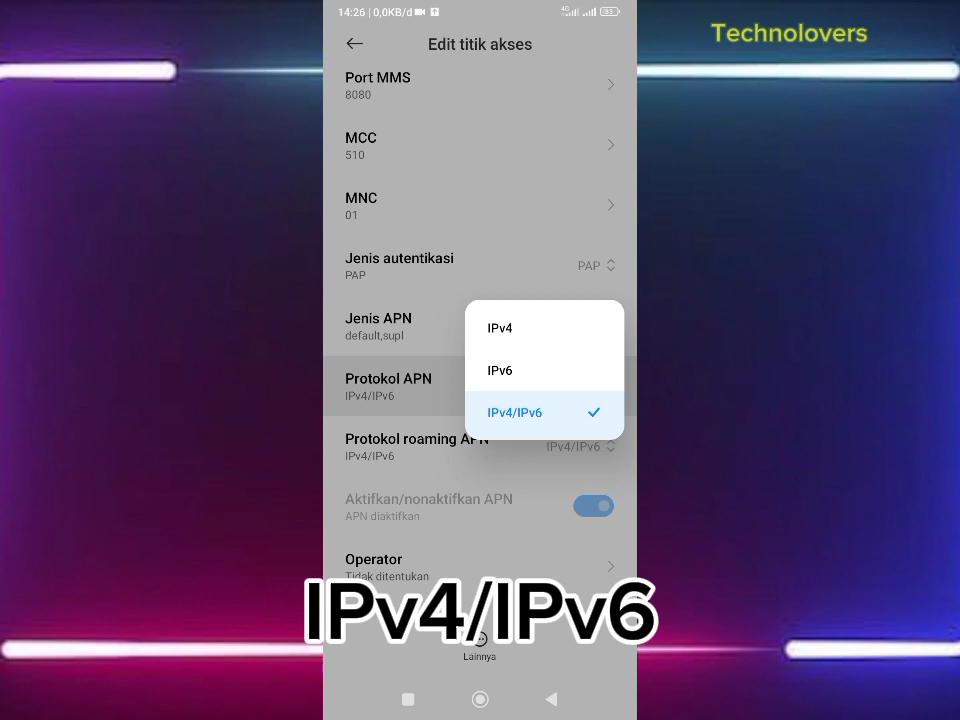 14:26 | 0,0KB/d
4G
53
Technolovers
Edit titik akses
Port MMS
8080
MCC
510
MNC
01
Jenis autentikasi
PAP
PAP
Jenis APN
default,supl
IPv4
IPv6
IPv4/IPv6
Protokol APN
IPv4/IPv6
Protokol roaming APN
IPv4/IPv6
IPv4/IPv6
Aktifkan/nonaktifkan APN
APN diaktifkan
Operator
Tidak ditentukan
IPv4/IPv6
Lainnya